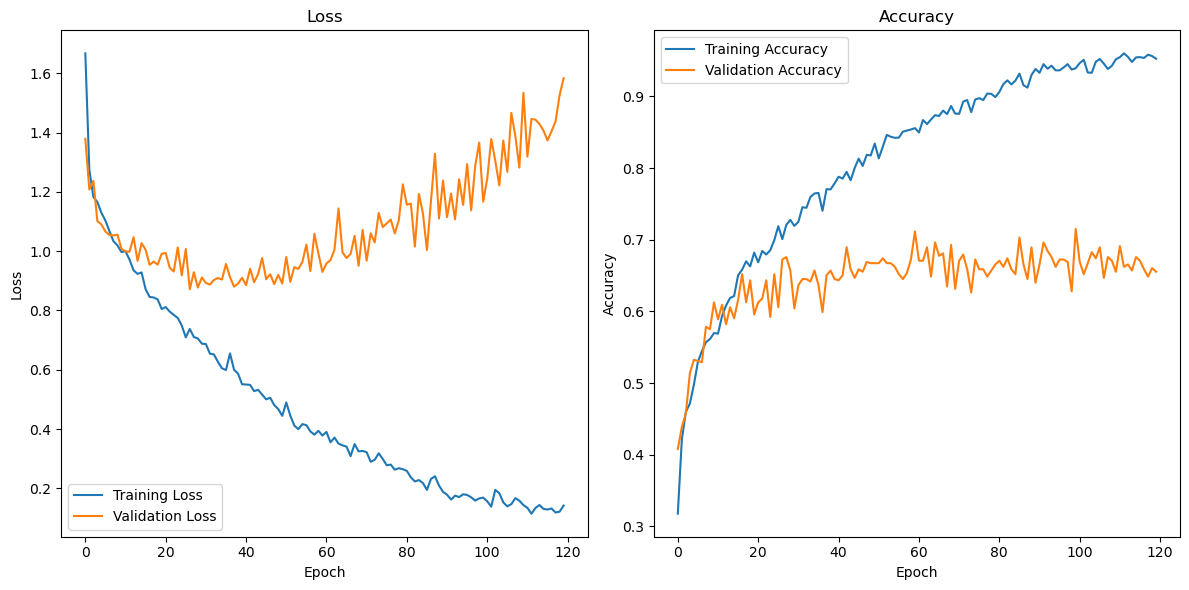 Loss
1.6
1.4
1.2
1.0
0.8
0.6
0.4
0.2
Loss
Training Loss
Validation Loss
0 20 40 60 80 100 120
Epoch
Accuracy
Training Accuracy
Validation Accuracy
0.9
0.8
0.7
0.6
0.5
0.4
0.3
Accuracy
0 20 40 60 80 100 120
Epoch